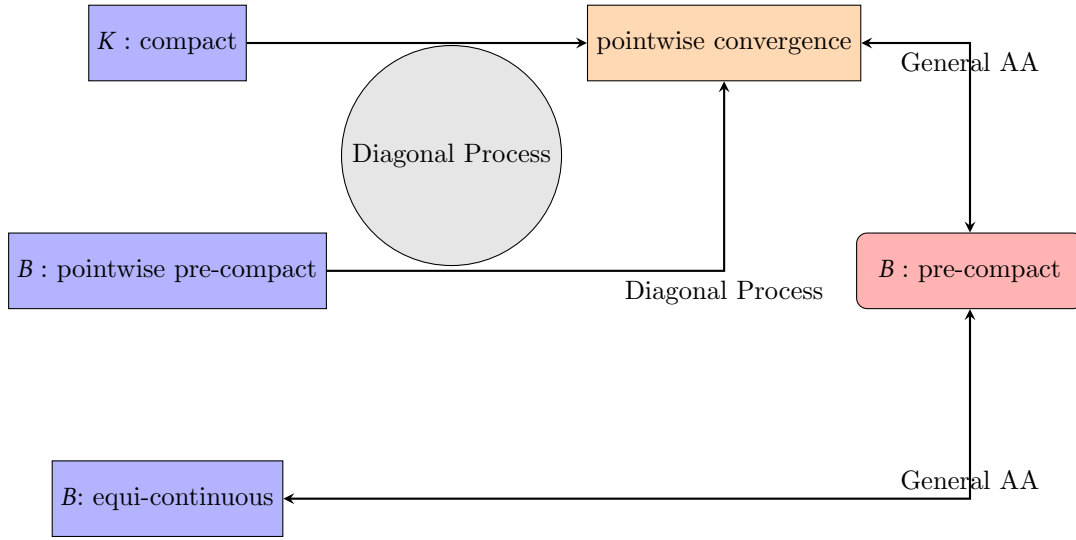 K : compact
pointwise convergence
General AA
Diagonal Process
B : pointwise pre-compact
B : pre-compact
Diagonal Process
B: equi-continuous
General AA